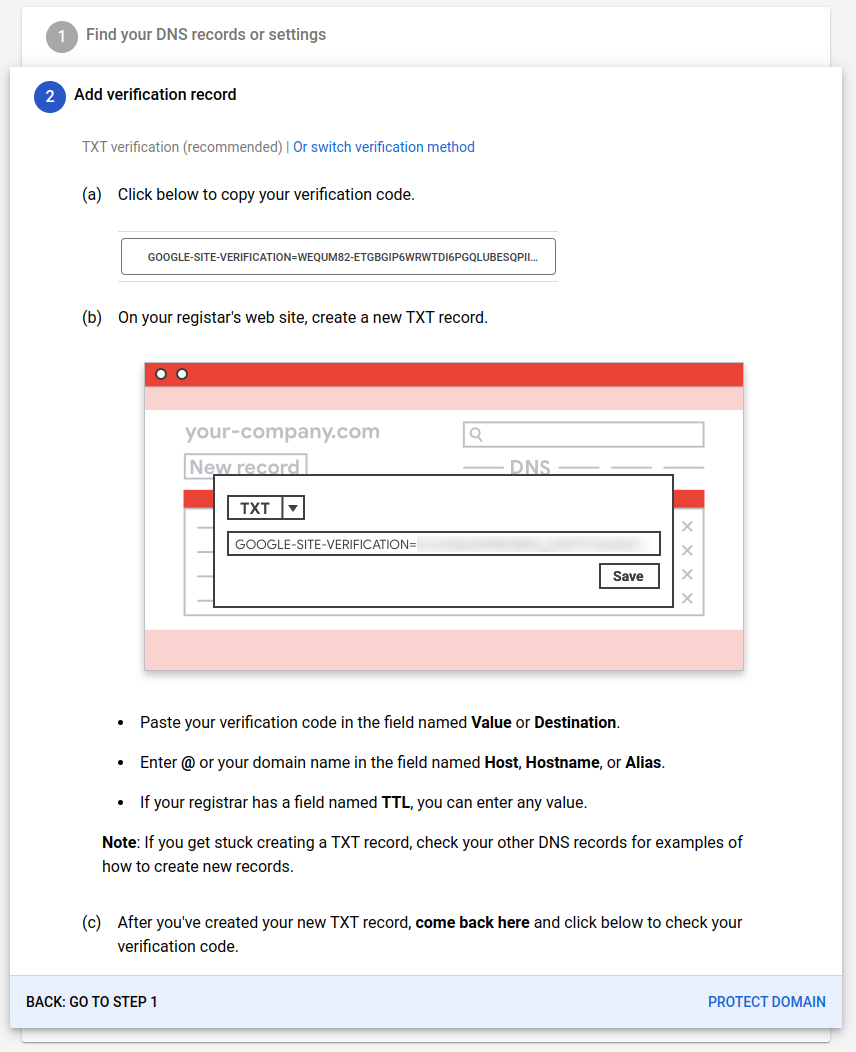 1 Find your DNS records or settings
2 Add verification record
TXT verification (recommended) | Or switch verification method
(a) Click below to copy your verification code.
GOOGLE-SITE-VERIFICATION=WEQUM82-ETGBGIP6WRWTDI6PGQLUBESQPII...
(b) On your registar's web site, create a new TXT record.
your-company.com
New record
DNS
TXT
GOOGLE-SITE-VERIFICATION=
Save
• Paste your verification code in the field named Value or Destination.
• Enter @ or your domain name in the field named Host, Hostname, or Alias.
• If your registrar has a field named TTL, you can enter any value.
Note: If you get stuck creating a TXT record, check your other DNS records for examples of
how to create new records.
(c) After you've created your new TXT record, come back here and click below to check your
verification code.
BACK: GO TO STEP 1
PROTECT DOMAIN